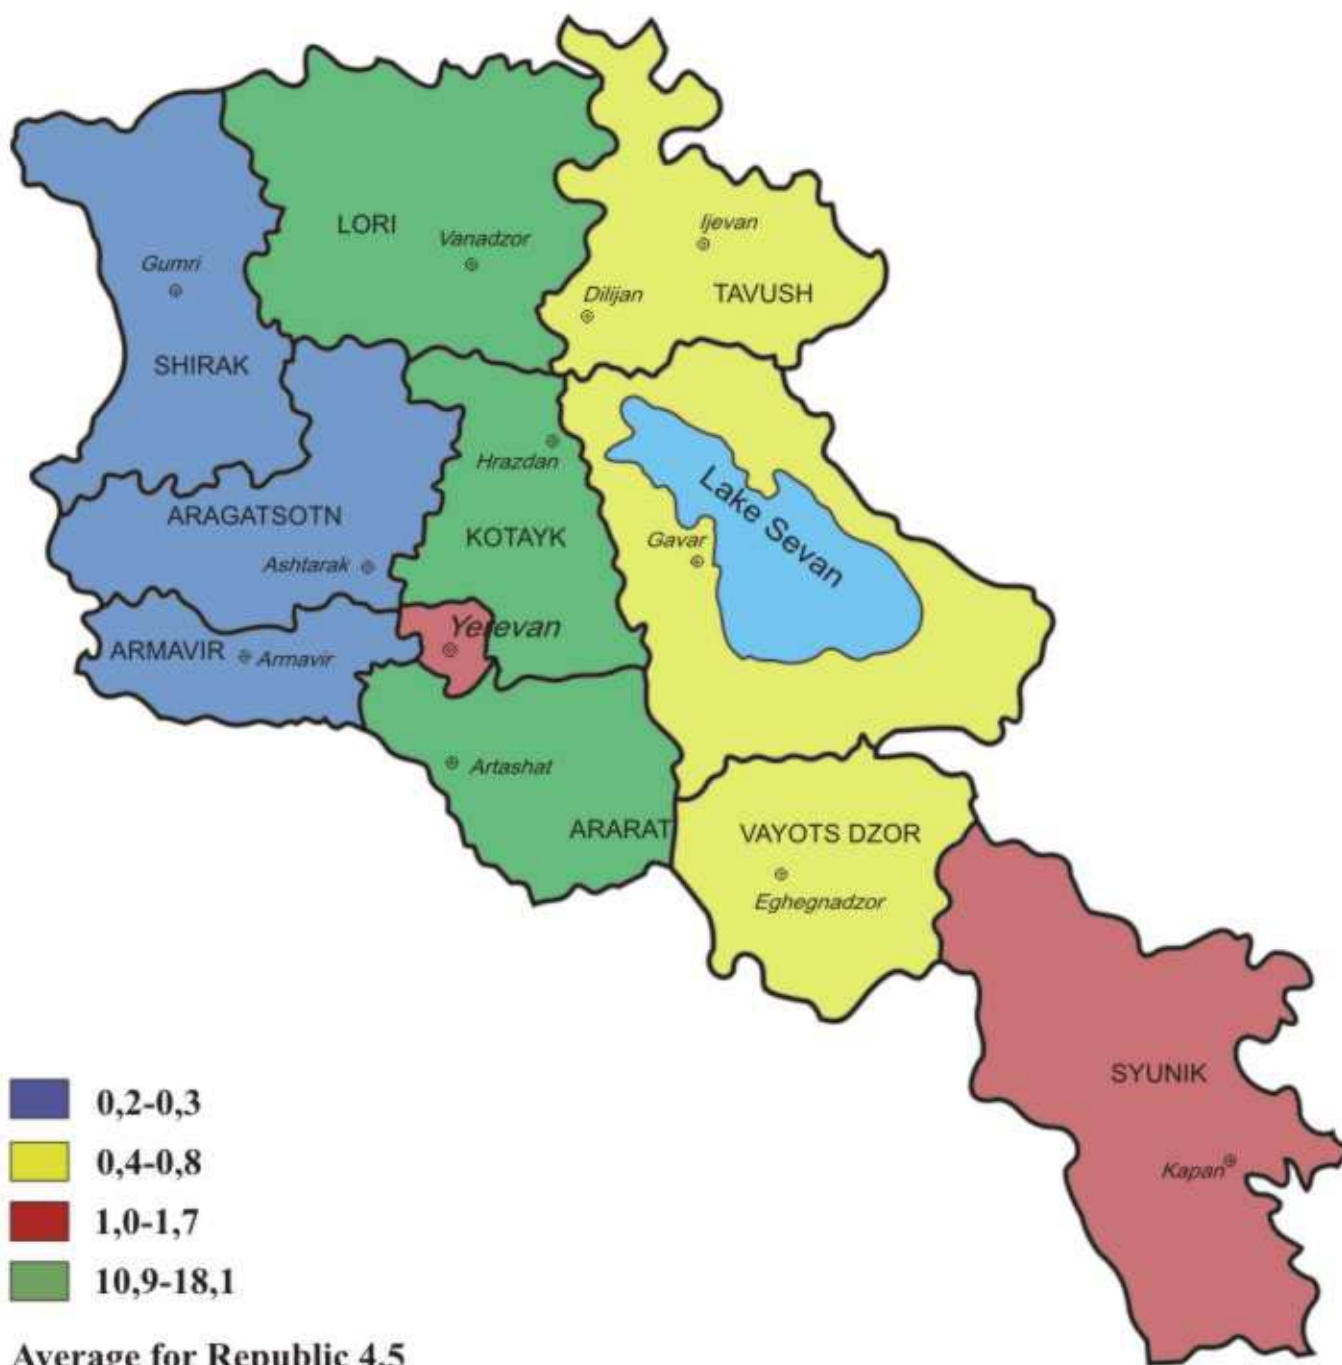 Ijevan
LORI
Vanadzor
Gumri
Dilijan
TAVUSH
SHIRAK
Hrazdan
Lake Sevan
ARAGATSOTN
KOTAYK
Gavar
Ashtarak
Yerevan
ARMAVIR
Armavir
Artashat
ARARAT
VAYOTS DZOR
Eghegnadzor
SYUNIK
Kapan
0,2-0,3
0,4-0,8
1,0-1,7
10,9-18,1
Average for Republic 4,5